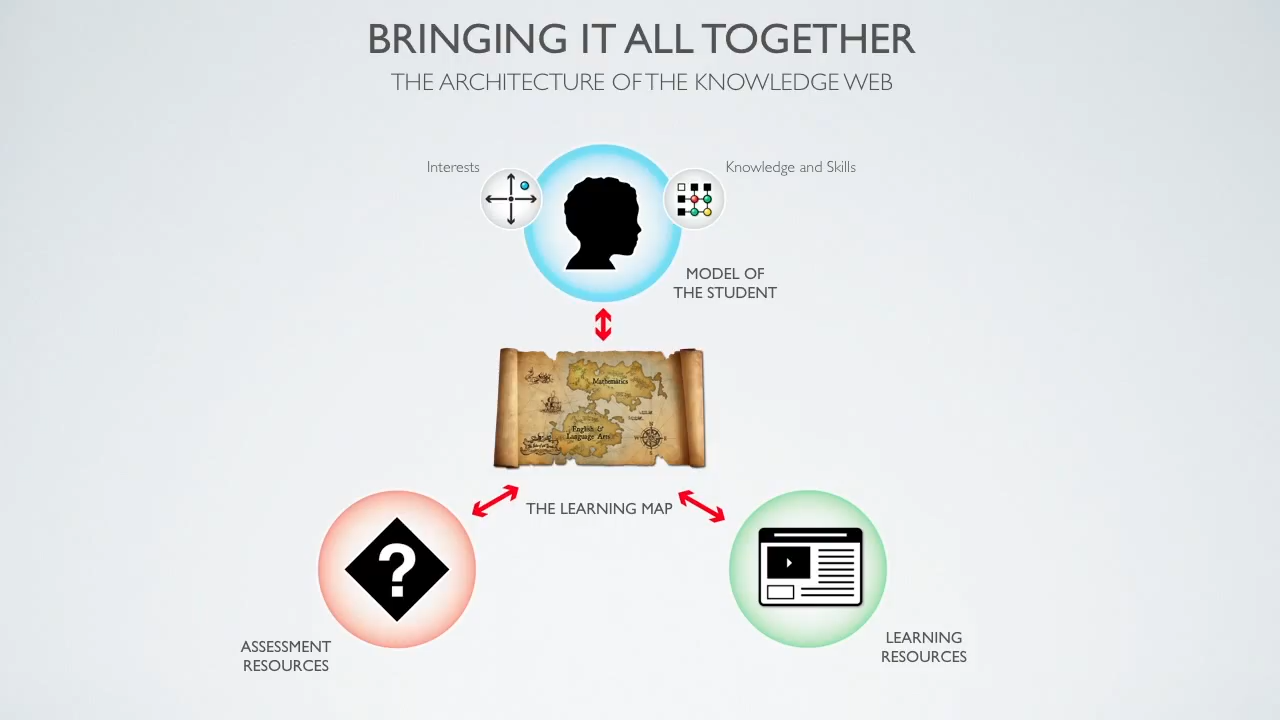 BRINGING IT ALL TOGETHER
THE ARCHITECTURE OF THE KNOWLEDGE WEB
Interests
Knowledge and Skills
MODEL OF
THE STUDENT
Mathematics
English &
Language Arts
N
W
E
S
THE LEARNING MAP
?
ASSESSMENT
RESOURCES
LEARNING
RESOURCES